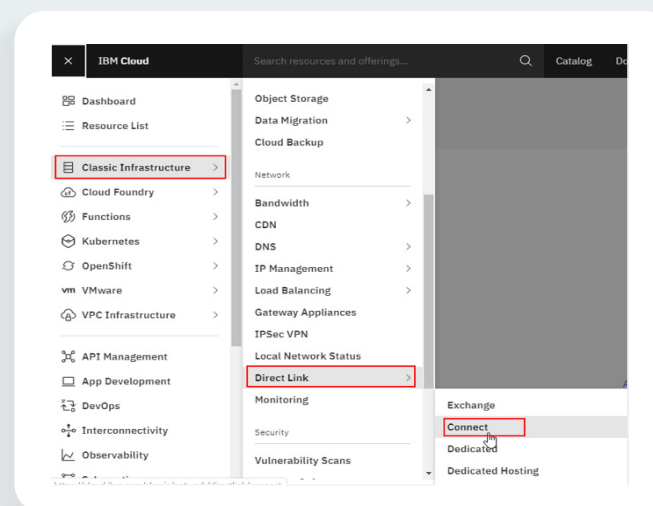 IBM Cloud
Search resources and offerings...
Catalog
Dashboard
Resource List
Classic Infrastructure
Cloud Foundry
Functions
Kubernetes
OpenShift
vm VMware
VPC Infrastructure
API Management
App Development
DevOps
Interconnectivity
Observability
Object Storage
Data Migration
Cloud Backup
Network
Bandwidth
CDN
DNS
IP Management
Load Balancing
Gateway Appliances
IPSec VPN
Local Network Status
Direct Link
Monitoring
Security
Vulnerability Scans
Exchange
Connect
Dedicated
Dedicated Hosting